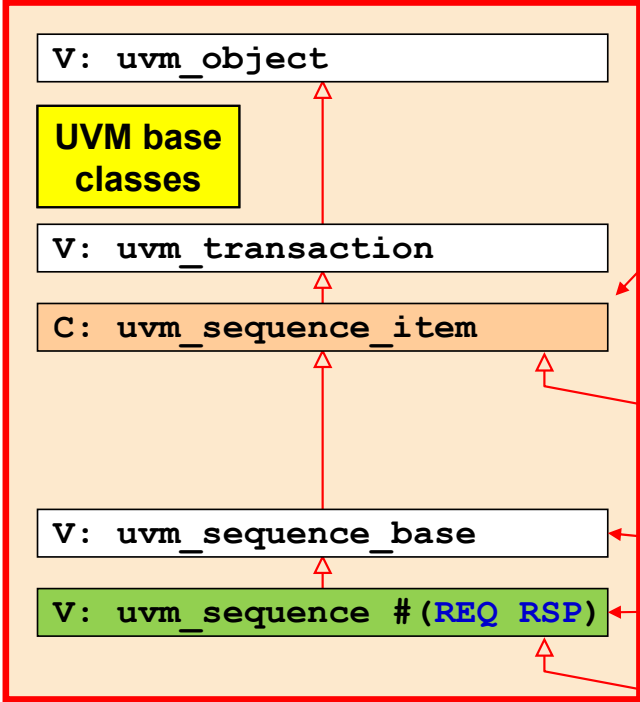 V: uvm_object
UVM base
classes
V: uvm_transaction
C: uvm_sequence_item
V: uvm_sequence_base
V: uvm_sequence #(REQ RSP)